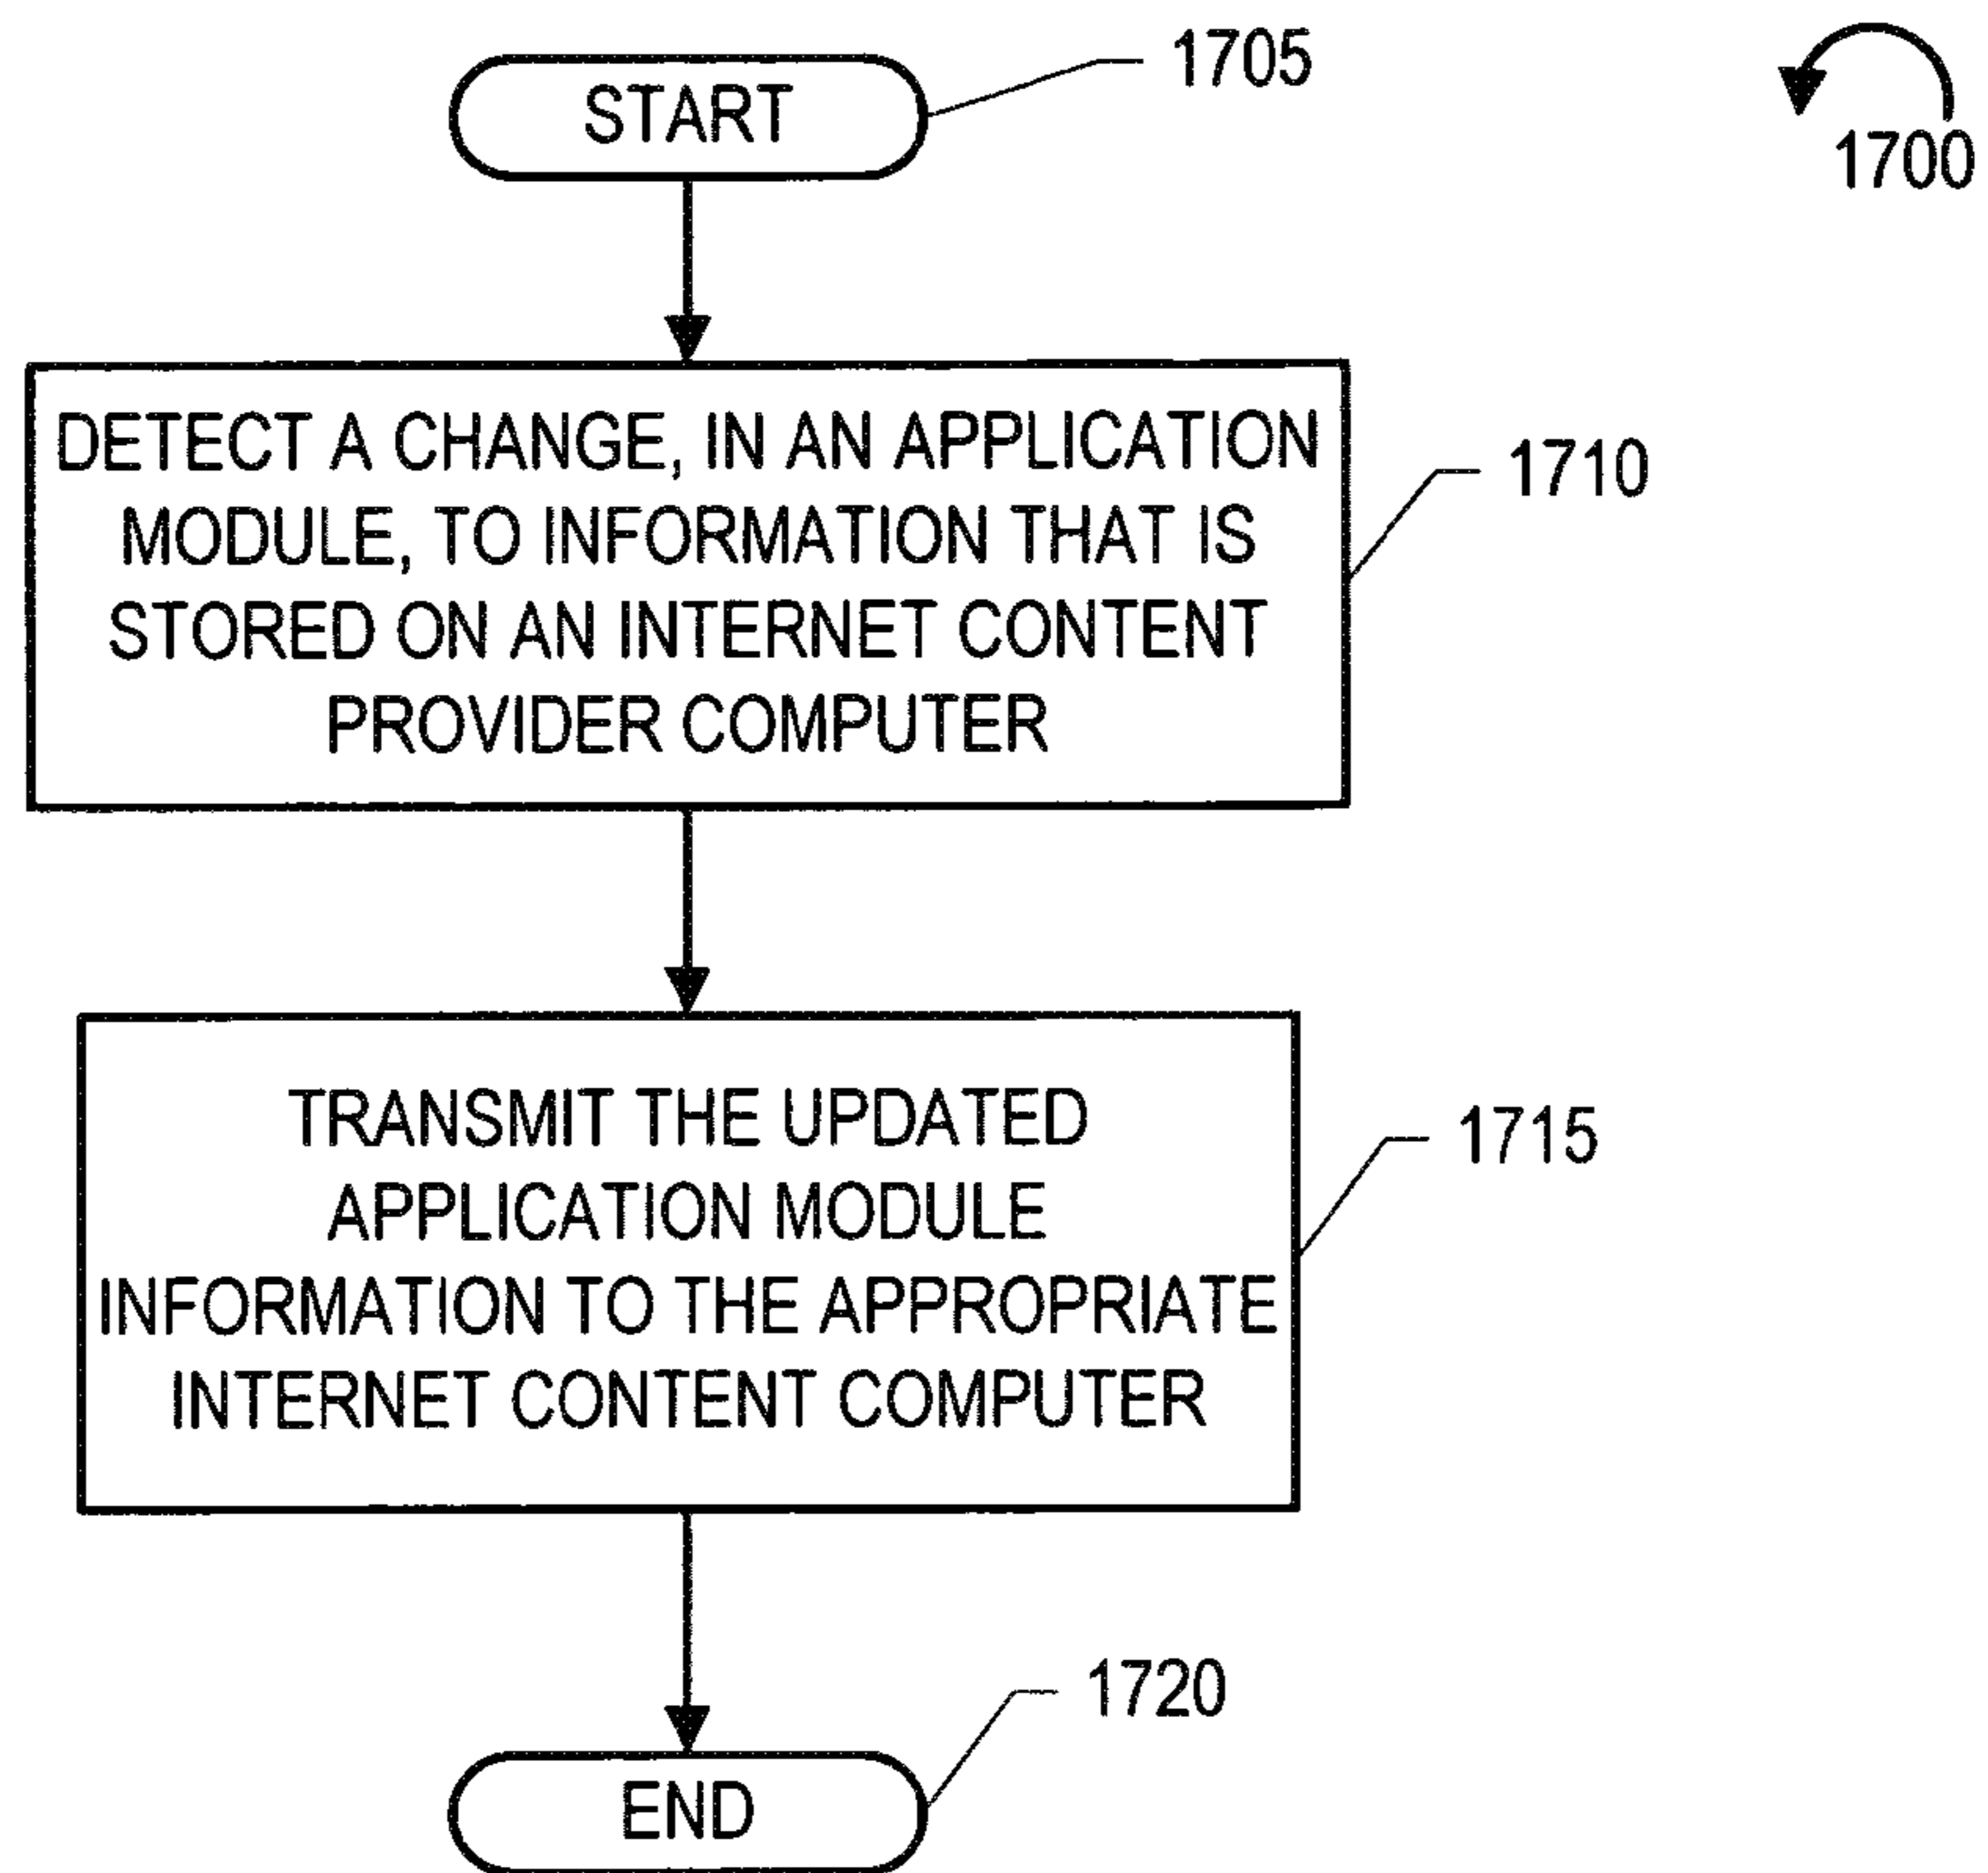 START
1705
1700
DETECT A CHANGE, IN AN APPLICATION
MODULE, TO INFORMATION THAT IS
STORED ON AN INTERNET CONTENT
PROVIDER COMPUTER
1710
TRANSMIT THE UPDATED
APPLICATION MODULE
INFORMATION TO THE APPROPRIATE
INTERNET CONTENT COMPUTER
1715
END
1720